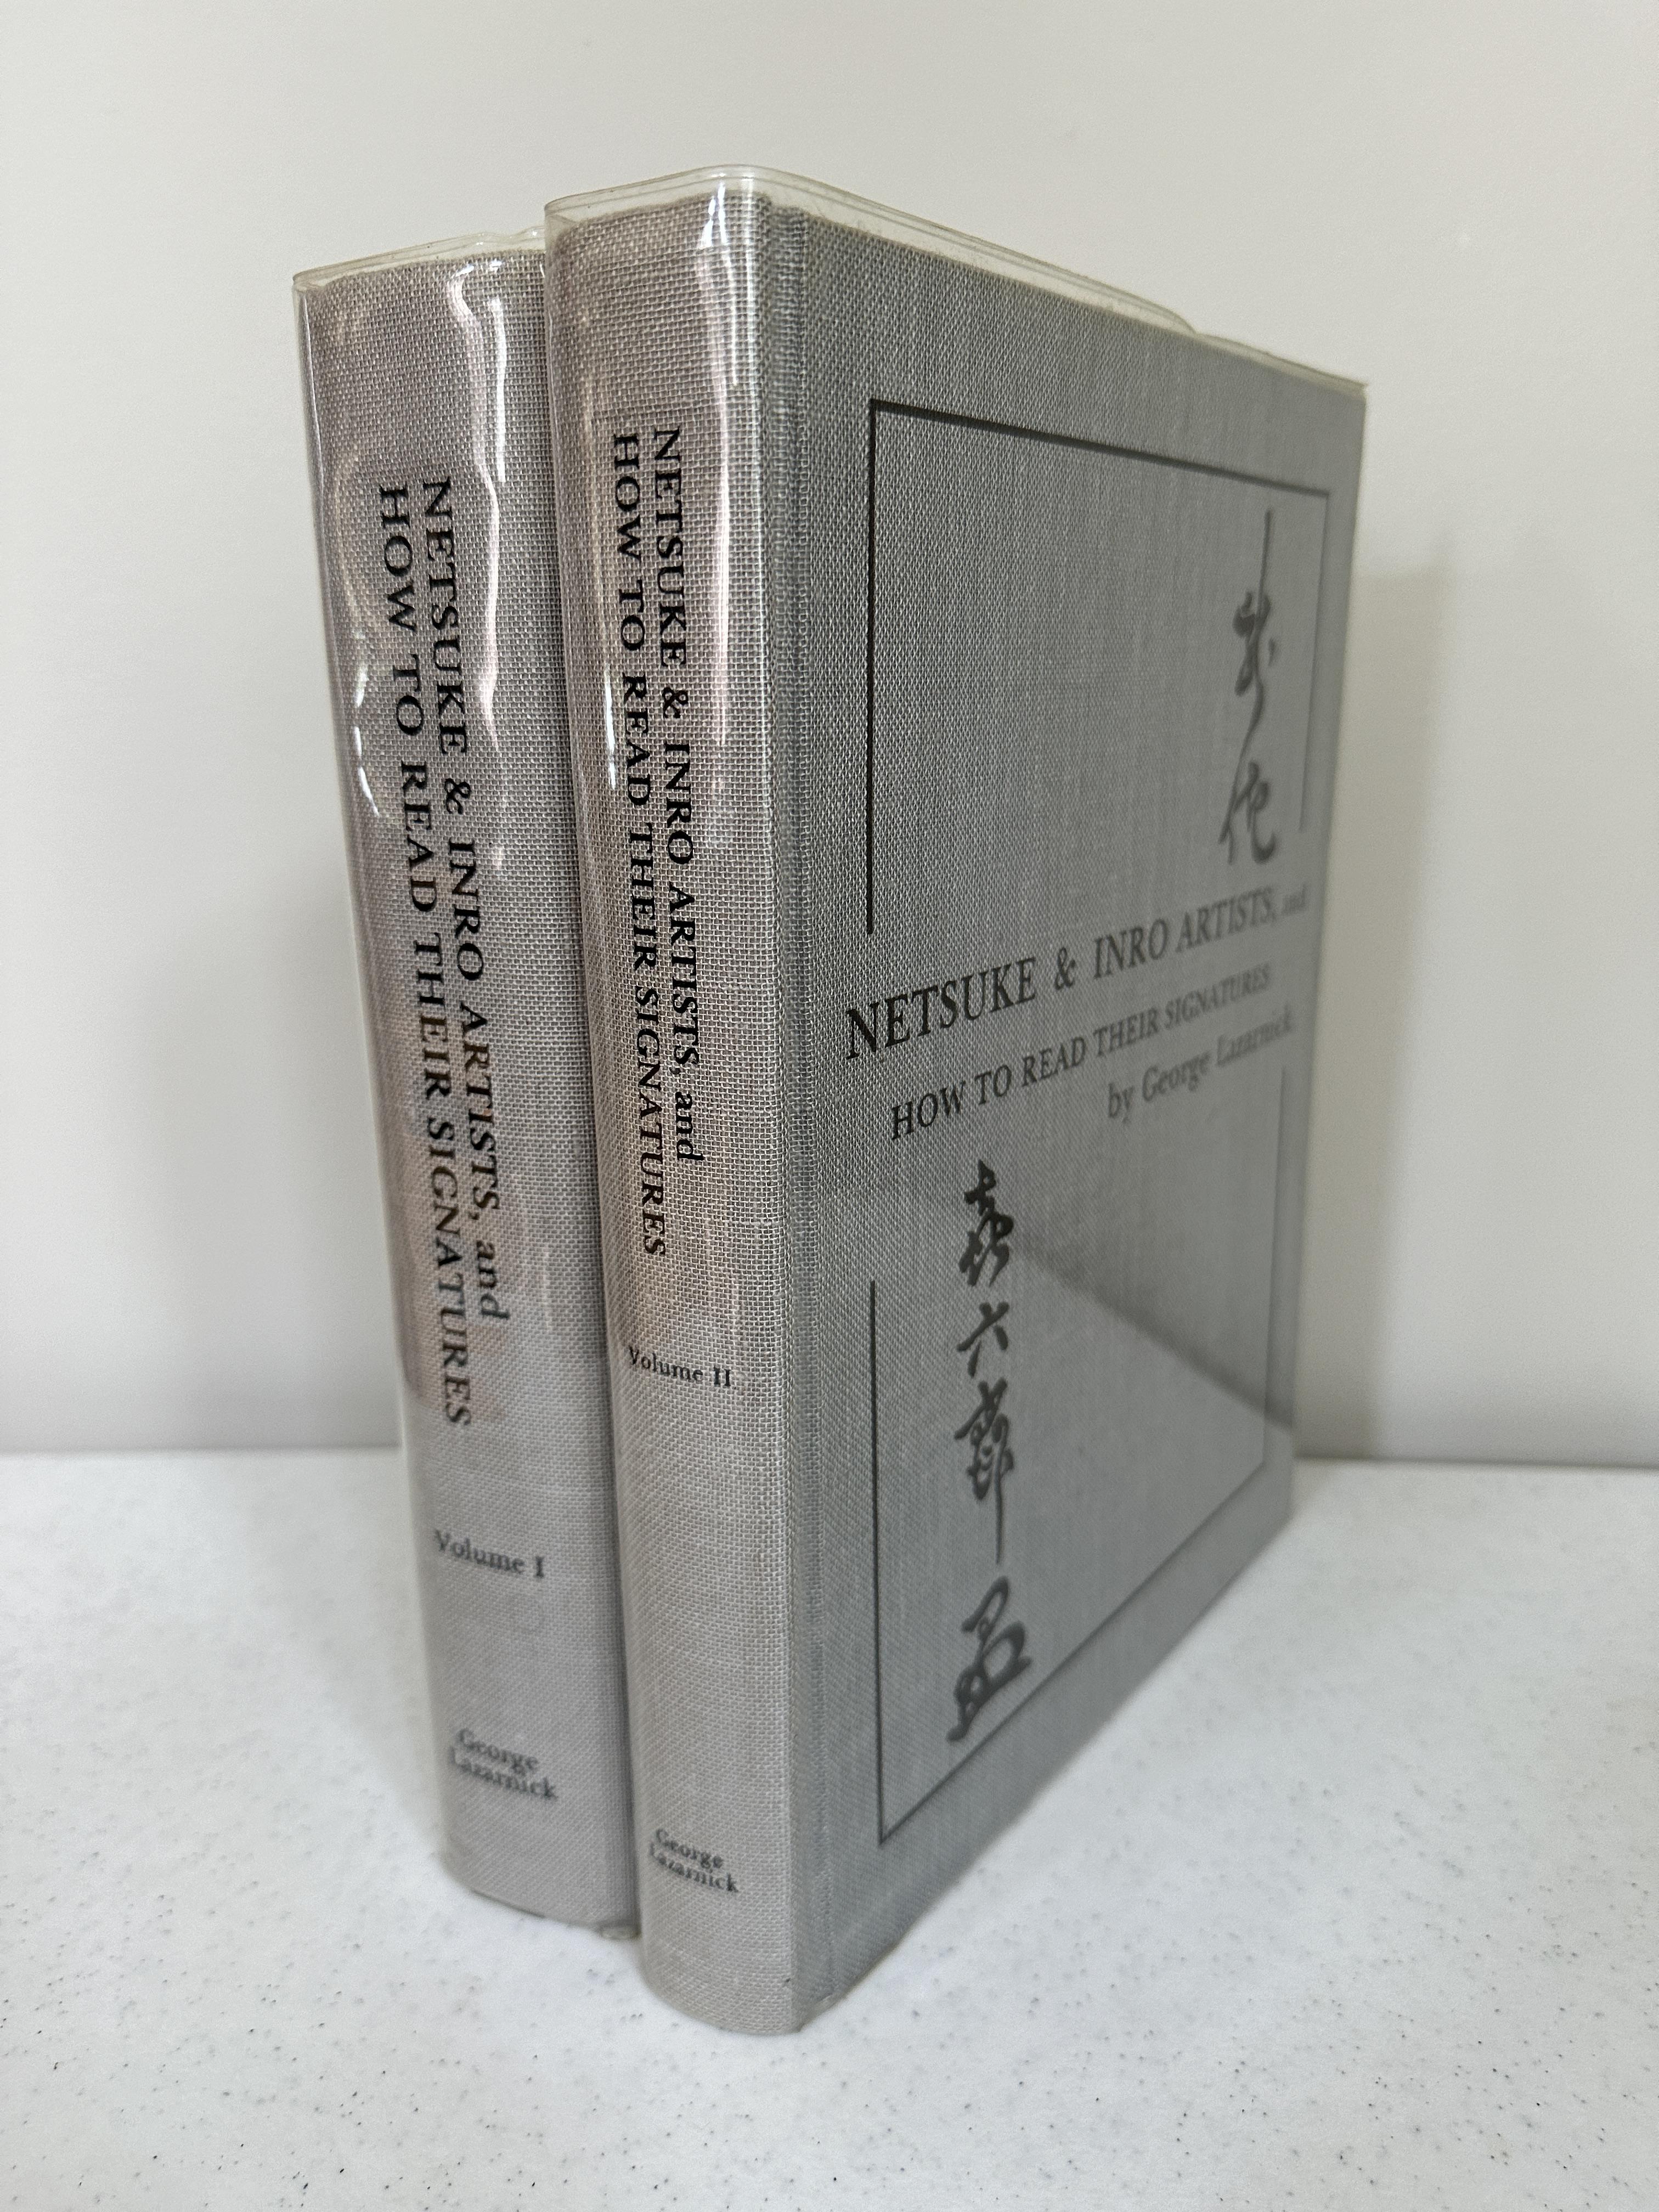 NETSUKE & INRO ARTISTS, and
HOW TO READ THEIR SIGNATURES
Volume I
George
Lazarnick
NETSUKE & INRO ARTISTS, and
HOW TO READ THEIR SIGNATURES
Volume II
George
Lazarnick
NETSUKE & INRO ARTISTS, and
HOW TO READ THEIR SIGNATURES
by George Lazarnick